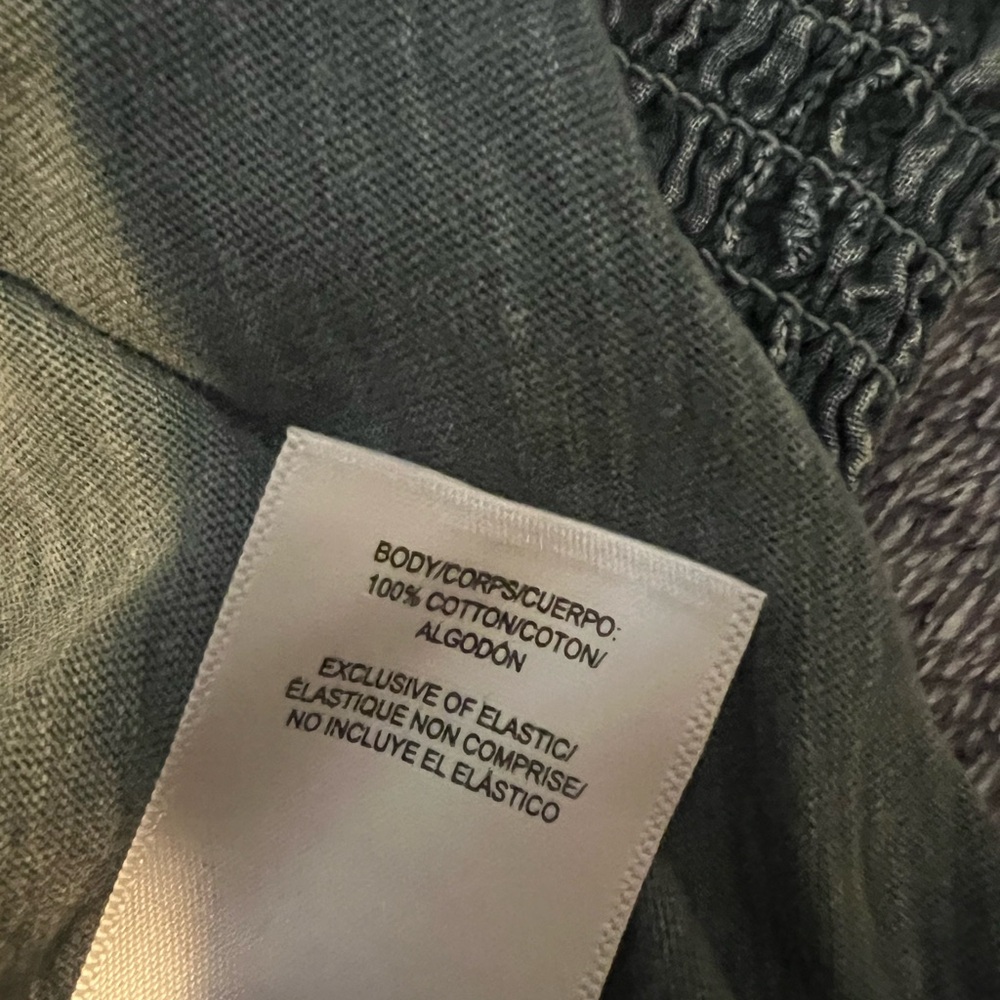 BODY/CORPS/CUERPO:
100% COTTON/COTON/
ALGODÓN
EXCLUSIVE OF ELASTIC/
ÉLASTIQUE NON COMPRISE/
NO INCLUYE EL ELÁSTICO